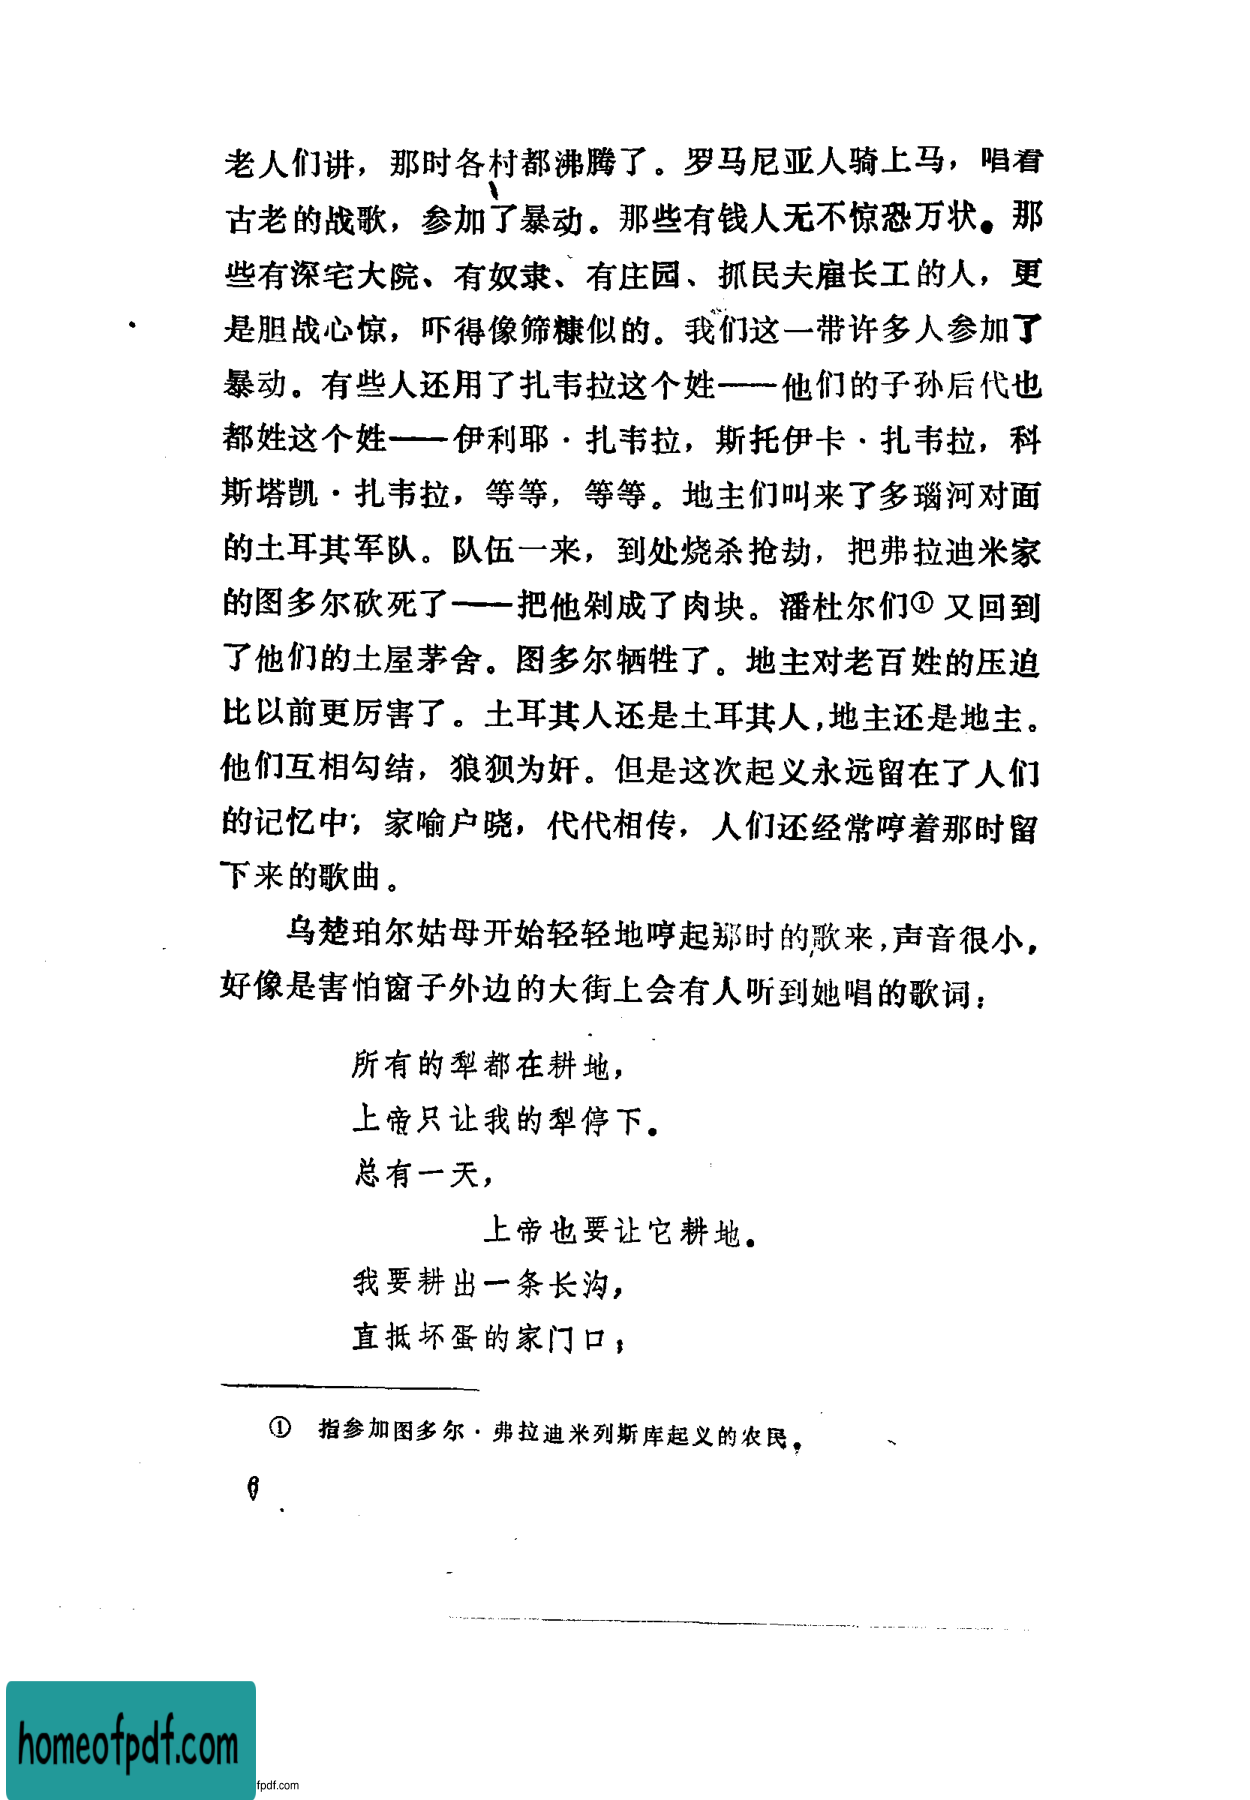 老人们讲，那时各村都沸腾了。罗马尼亚人骑上马，唱着
古老的战歌，参加了暴动。那些有钱人无不惊恐万状。那
些有深宅大院、有奴隶、有庄园、抓民夫雇长工的人，更
是胆战心惊，吓得像筛糠似的。我们这一带许多人参加了
暴动。有些人还用了扎韦拉这个姓——他们的子孙后代也
都姓这个姓——伊利耶·扎韦拉，斯托伊卡·扎韦拉，科
斯塔凯·扎韦拉，等等，等等。地主们叫来了多瑙河对面
的土耳其军队。队伍一来，到处烧杀抢劫，把弗拉迪米家
的图多尔砍死了——把他剁成了肉块。潘杜尔们①又回到
了他们的土屋茅舍。图多尔牺牲了。地主对老百姓的压迫
比以前更厉害了。土耳其人还是土耳其人，地主还是地主。
他们互相勾结，狼狈为奸。但是这次起义永远留在了人们
的记忆中，家喻户晓，代代相传，人们还经常哼着那时留
下来的歌曲。
乌楚珀尔姑母开始轻轻地哼起那时的歌来，声音很小，
好像是害怕窗子外边的大街上会有人听到她唱的歌词：
所有的犁都在耕地，
上帝只让我的犁停下。
总有一天，
上帝也要让它耕地。
我要耕出一条长沟，
直抵坏蛋的家门口；
① 指参加图多尔·弗拉迪米列斯库起义的农民。
6
homeofpdf.com
fpdf.com